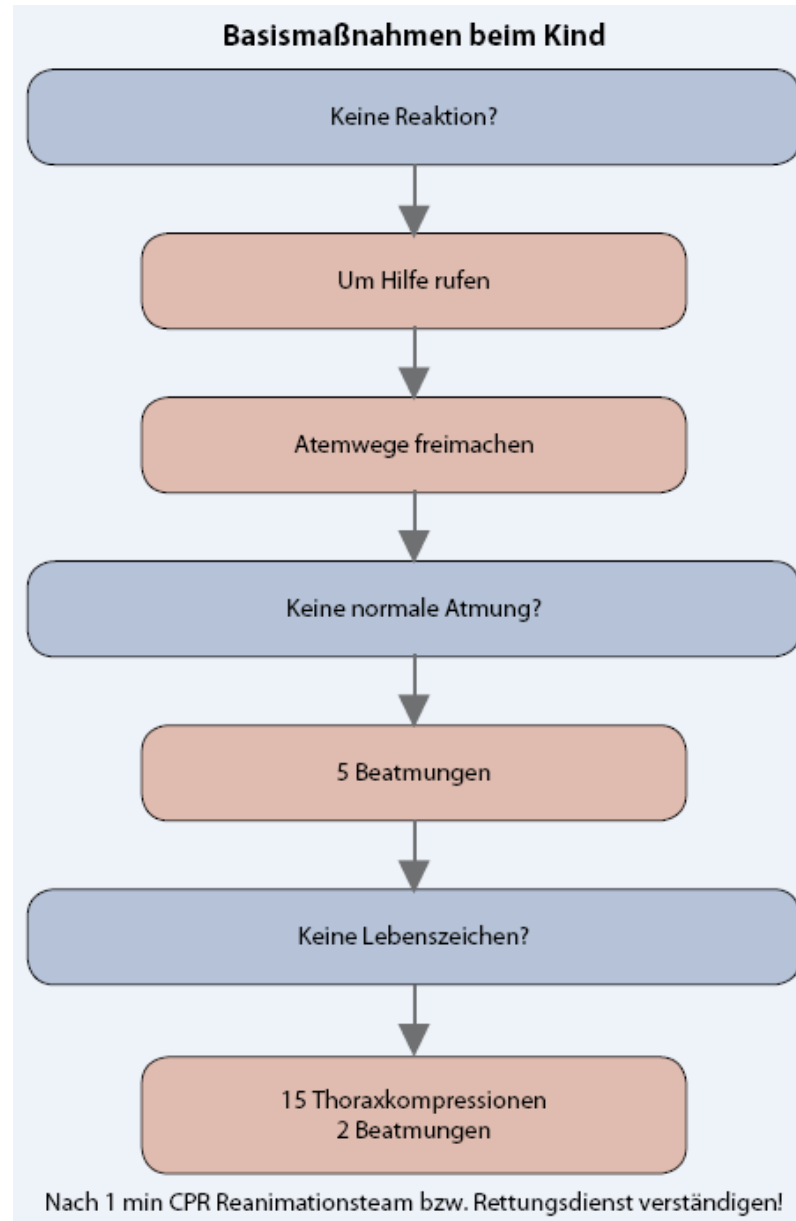 Basismaßnahmen beim Kind
Keine Reaktion?
Um Hilfe rufen
Atemwege freimachen
Keine normale Atmung?
5 Beatmungen
Keine Lebenszeichen?
15 Thoraxkompressionen
2 Beatmungen
Nach 1 min CPR Reanimationsteam bzw. Rettungsdienst verständigen!